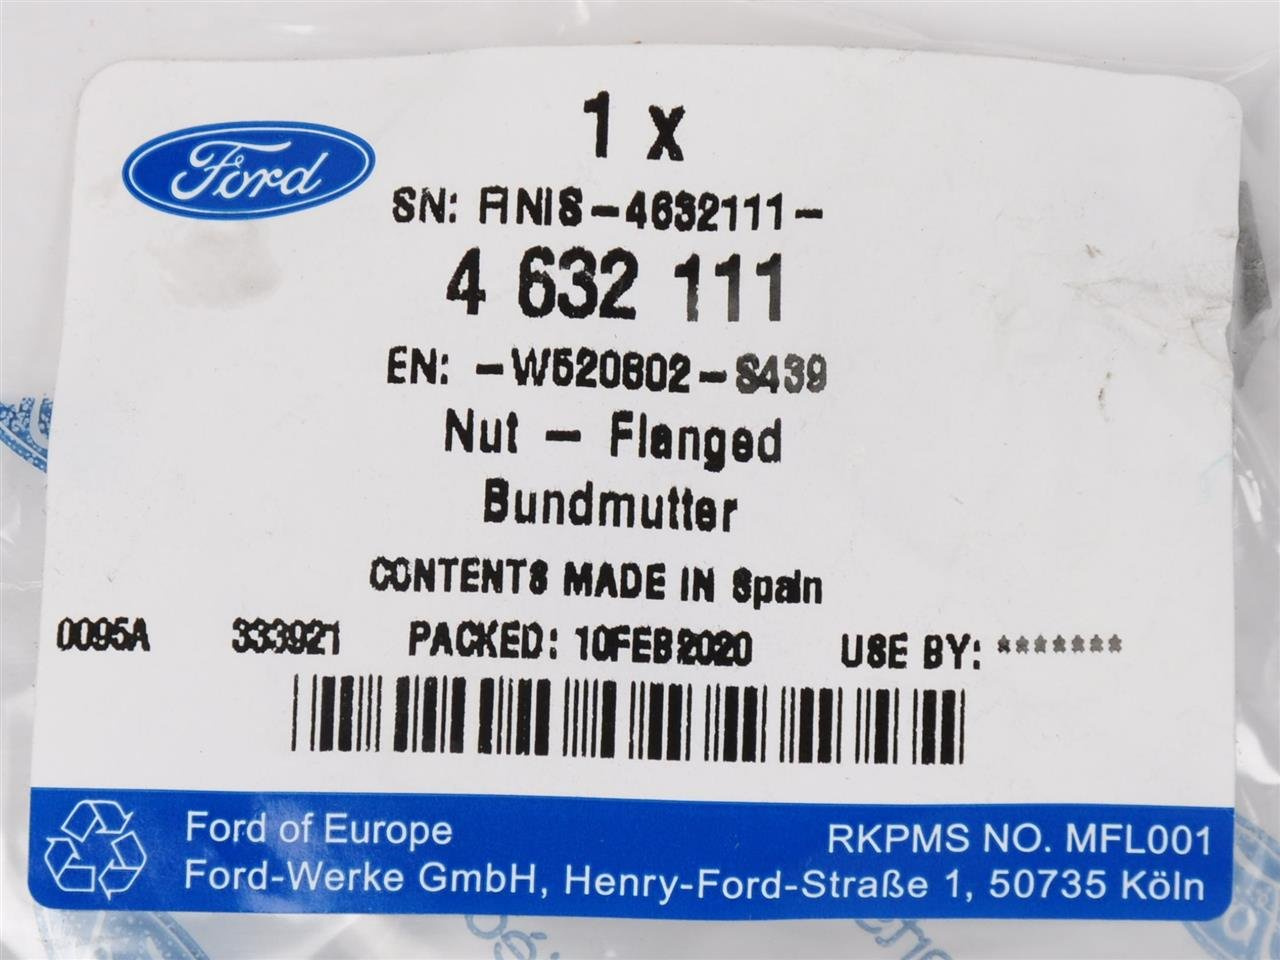 Ford
1 x
SN: FINIS-4632111-
4 632 111
EN: -W520802-S439
Nut - Flanged
Bundmutter
CONTENTS MADE IN Spain
0095A 333921 PACKED: 10FEB2020 USE BY: *******
Ford of Europe RKPMS NO. MFL001
Ford-Werke GmbH, Henry-Ford-Straße 1, 50735 Köln